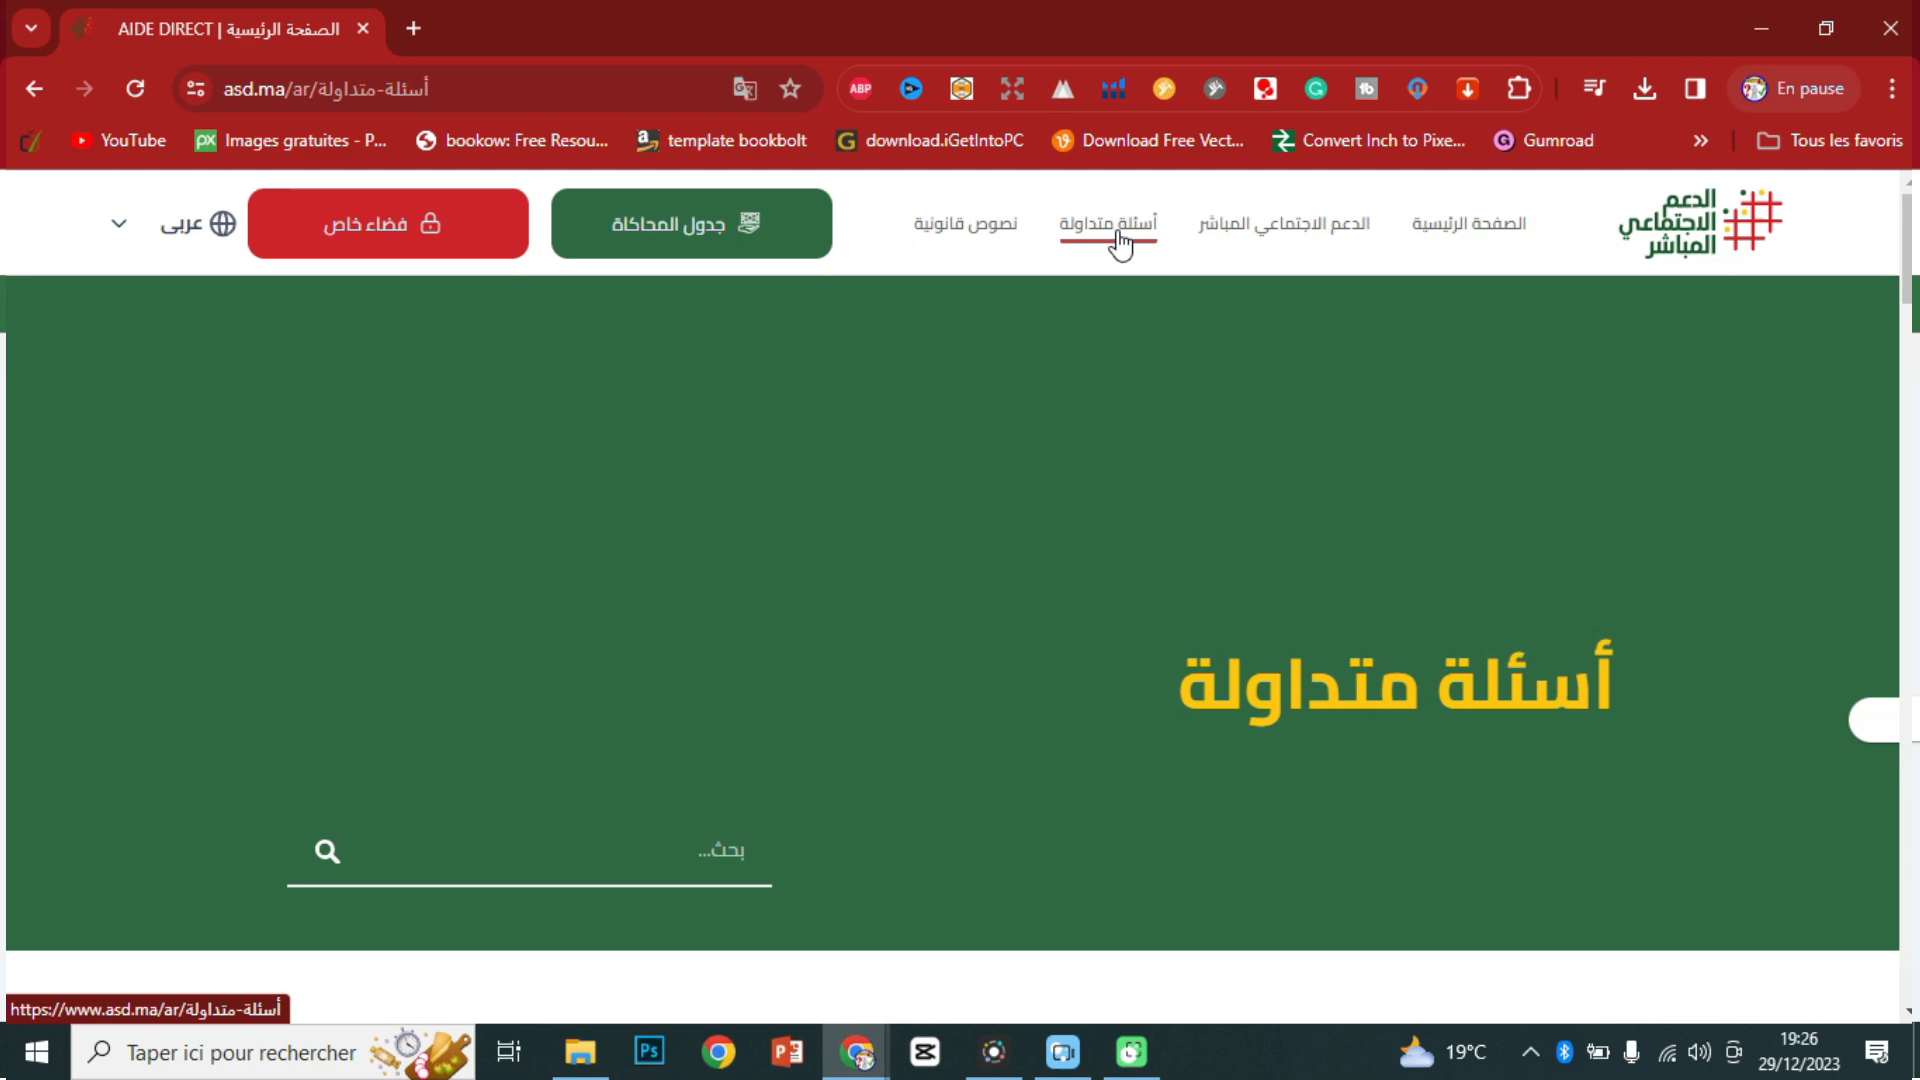 AIDE DIRECT | الصفحة الرئيسية
asd.ma/ar/أسئلة-متداولة
ABP
En pause
YouTube
Images gratuites - P...
bookow: Free Resou...
template bookbolt
download.iGetIntoPC
Download Free Vect...
Convert Inch to Pixe...
Gumroad
Tous les favoris
الدعم
الاجتماعي
المباشر
الصفحة الرئيسية
الدعم الاجتماعي المباشر
أسئلة متداولة
نصوص قانونية
جدول المحاكاة
فضاء خاص
عربى
أسئلة متداولة
بحث...
https://www.asd.ma/ar/أسئلة-متداولة
Taper ici pour rechercher
Ps
19°C
19:26
29/12/2023